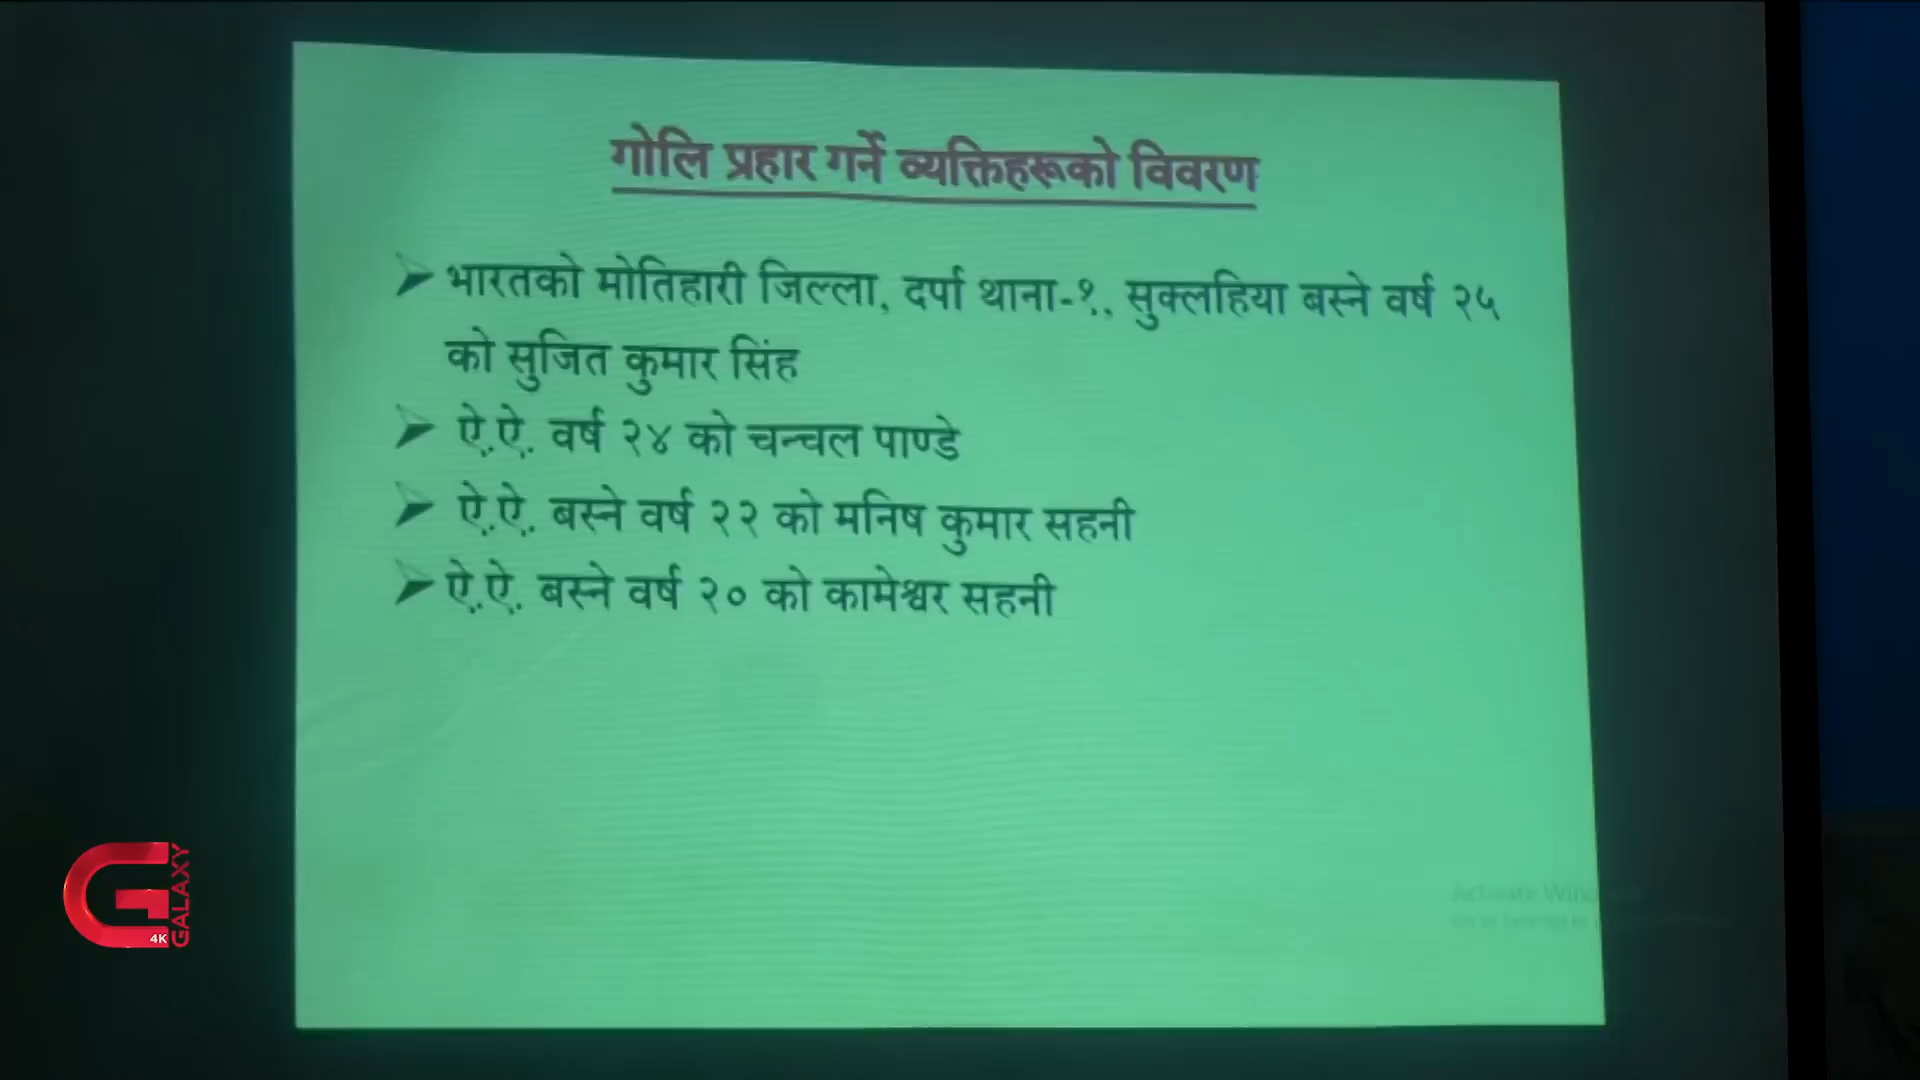 गोलि प्रहार गर्ने व्यक्तिहरूको विवरण
भारतको मोतिहारी जिल्ला, दर्पा थाना-१, सुक्लहिया बस्ने वर्ष २५
को सुजित कुमार सिंह
ऐ.ऐ. वर्ष २४ को चन्चल पाण्डे
ऐ.ऐ. बस्ने वर्ष २२ को मनिष कुमार सहनी
ऐ.ऐ. बस्ने वर्ष २० को कामेश्वर सहनी
G GALAXY
4K
Activate